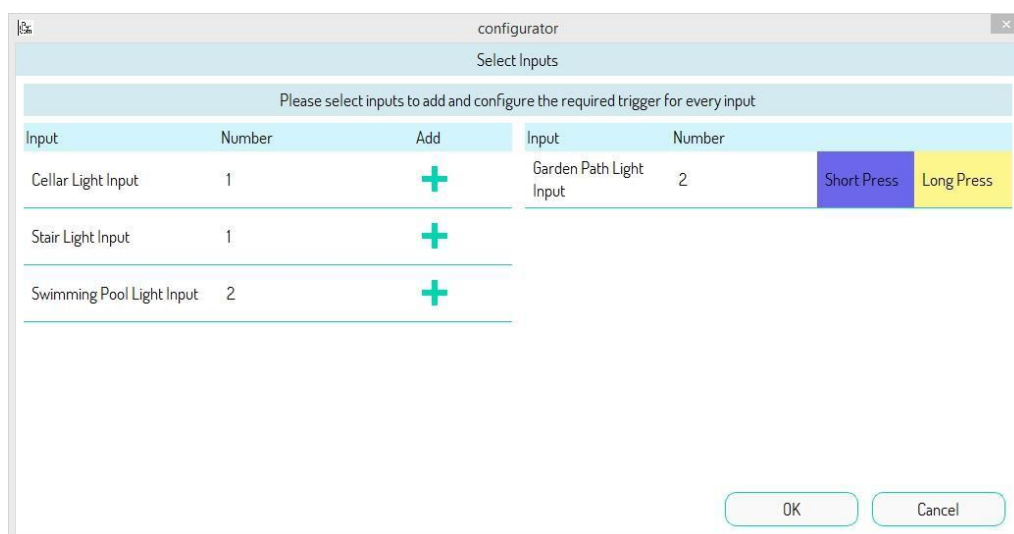 configurator
Select Inputs
Please select inputs to add and configure the required trigger for every input
Input Number Add
Cellar Light Input 1
Stair Light Input 1
Swimming Pool Light Input 2
Input Number
Garden Path Light
Input
2
Short Press Long Press
OK Cancel